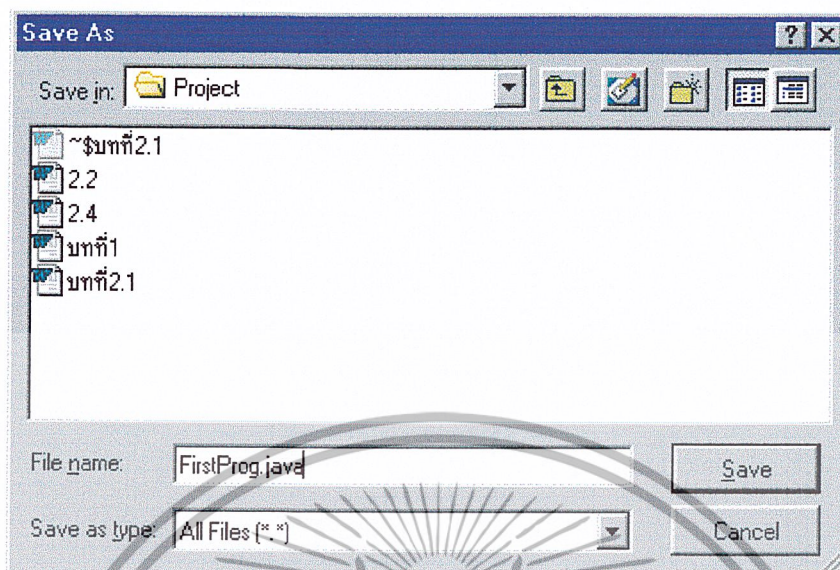 Save As
Save in: Project
~$บทที่2.1
2.2
2.4
บทที่1
บทที่2.1
File name: FirstProg.java Save
Save as type: All Files (*.*) Cancel